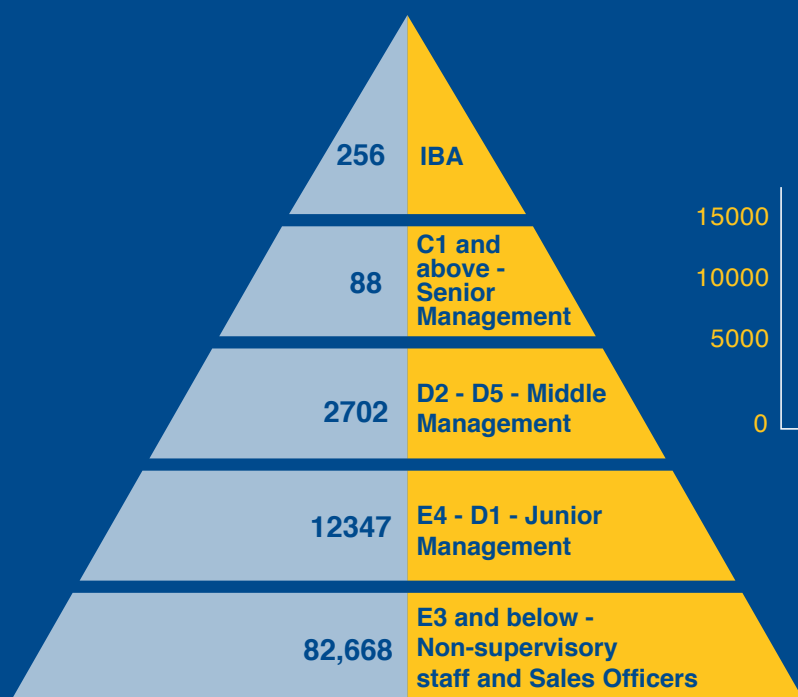 256
IBA
88
C1 and
above -
Senior
Management
2702
D2 - D5 - Middle
Management
12347
E4 - D1 - Junior
Management
82,668
E3 and below -
Non-supervisory
staff and Sales Officers
15000
10000
5000
0